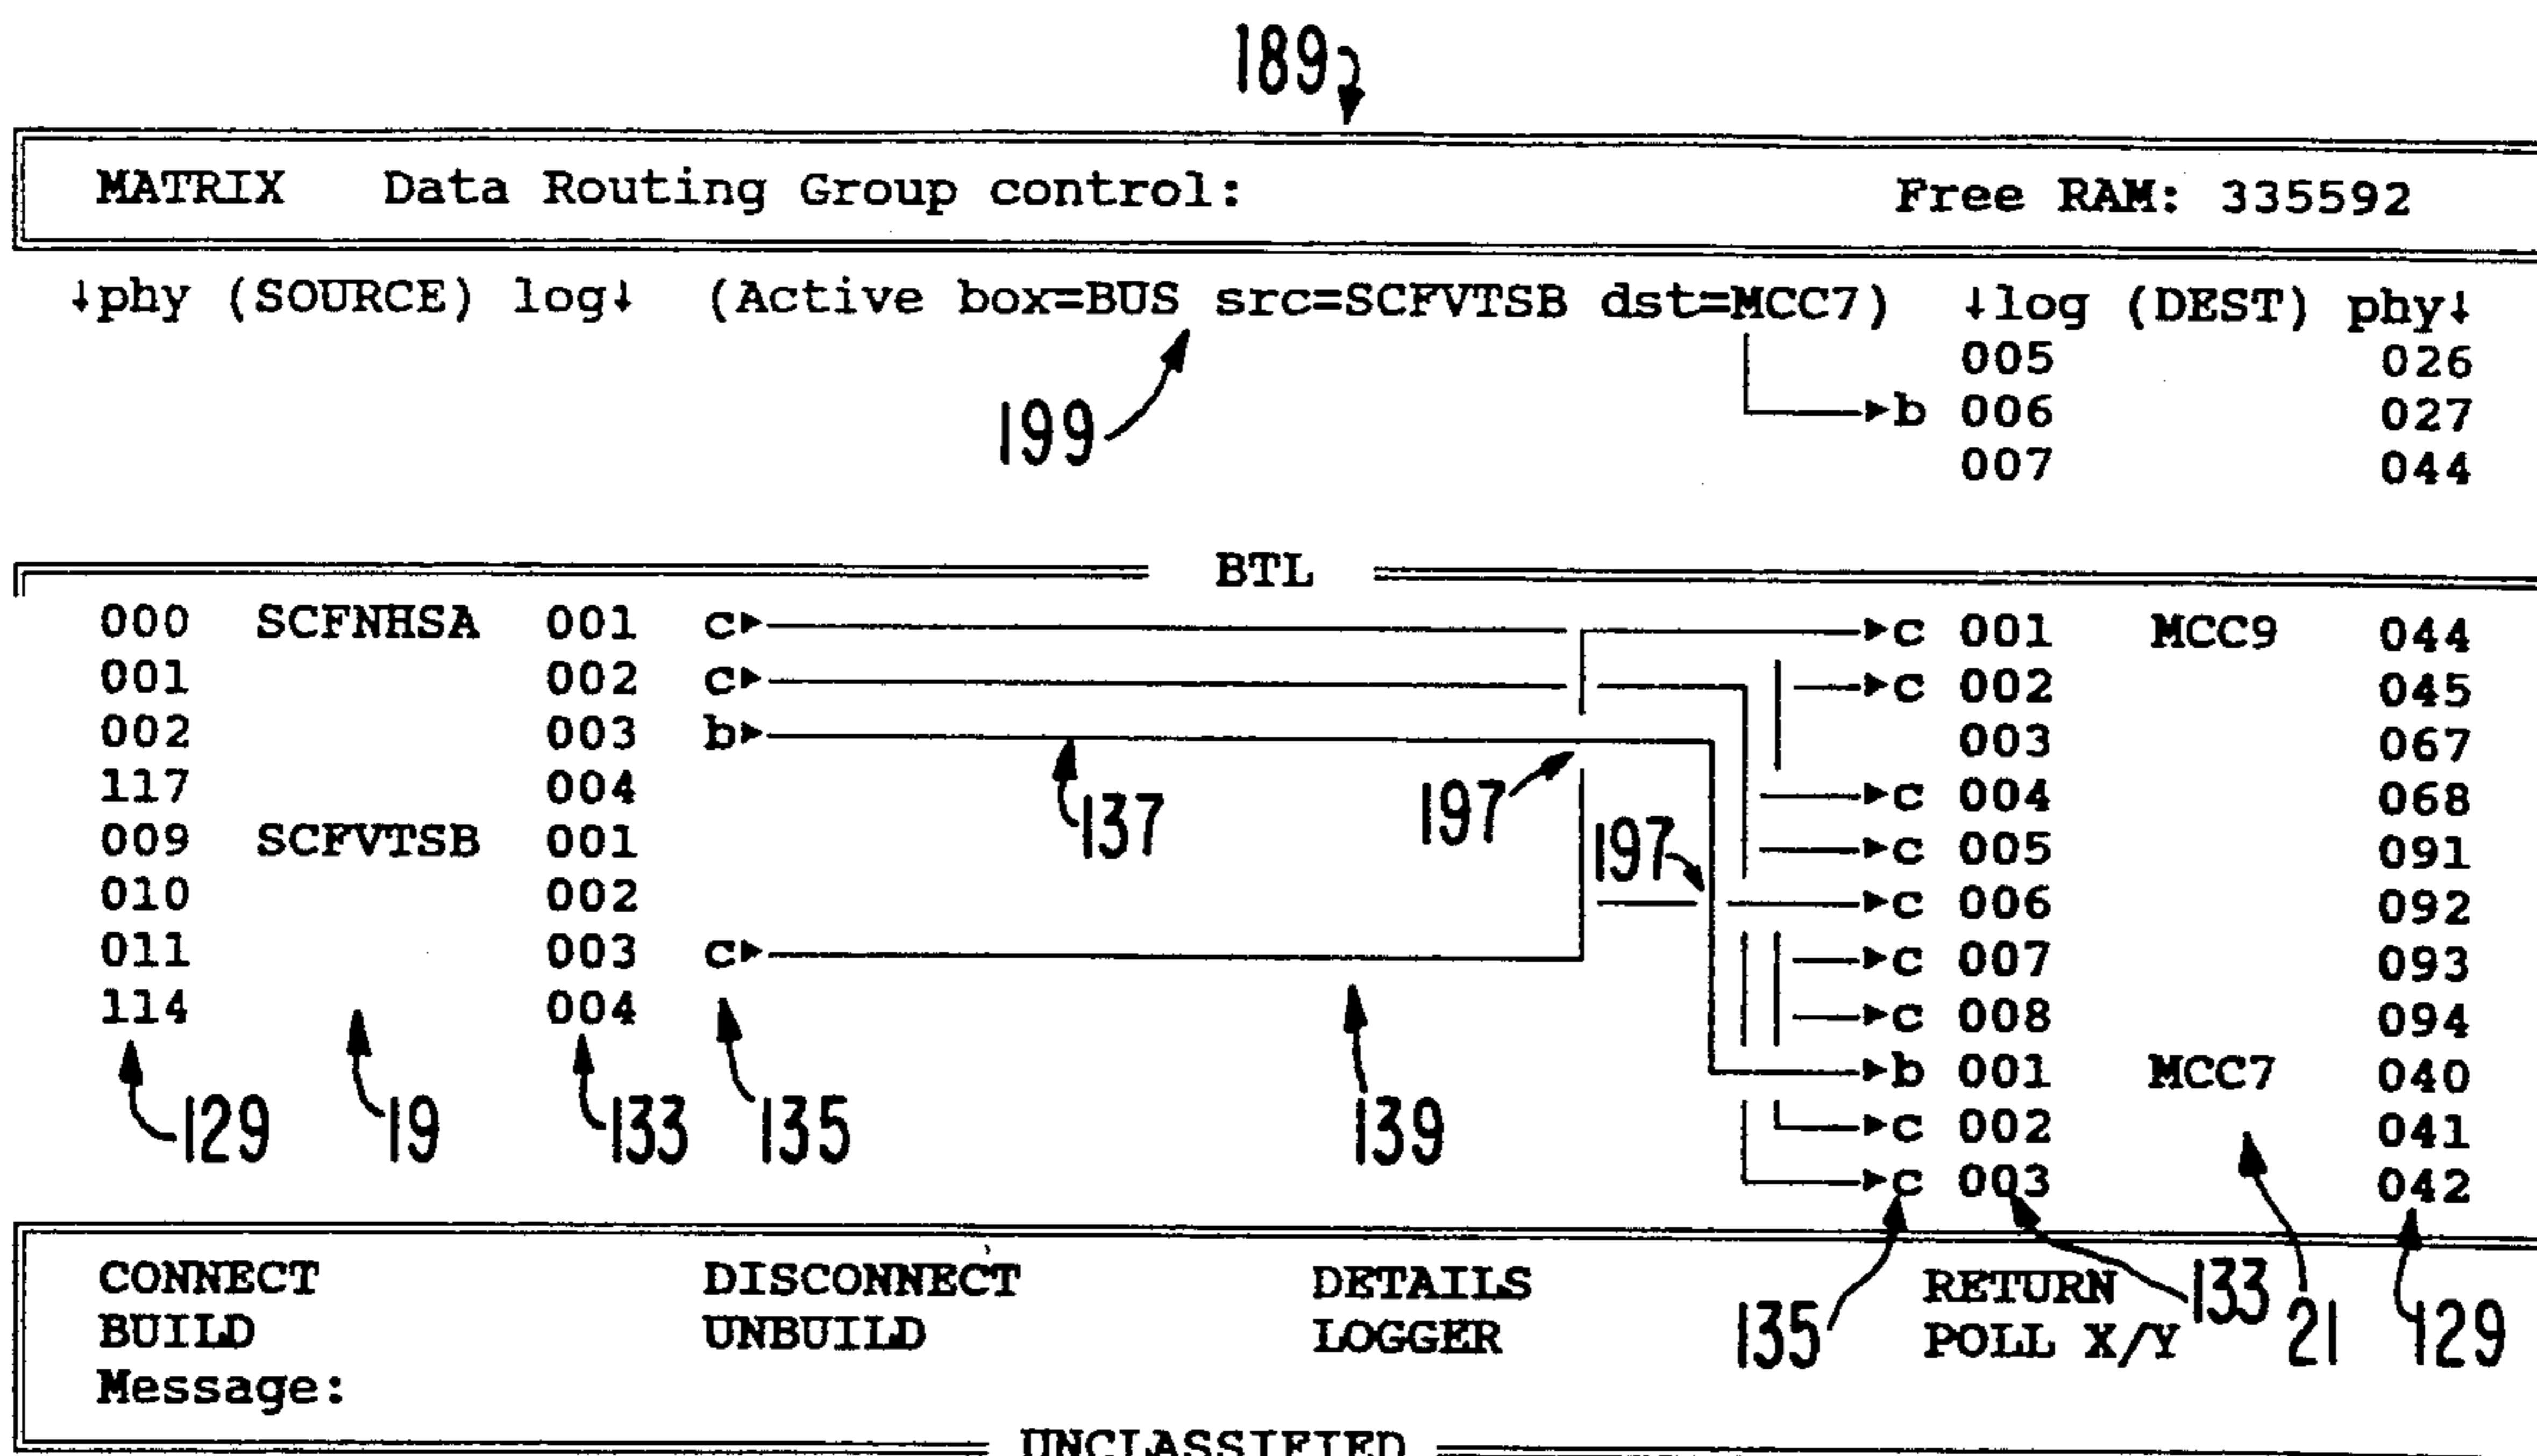 189
MATRIX Data Routing Group control: Free RAM: 335592
↓phy (SOURCE) log↓ (Active box=BUS src=SCFVTSB dst=MCC7) ↓log (DEST) phy↓
005 026
b 006 027
199
007 044
BTL
000 SCFNHSA 001 c c 001 MCC9 044
001 002 c c 002 045
002 003 b 003 067
117 004 c 004 068
137 197
009 SCFVTSB 001 c 005 091
197
010 002 c 006 092
011 003 c c 007 093
114 004 c 008 094
b 001 MCC7 040
129 19 133 135 139 c 002 041
c 003 042
CONNECT DISCONNECT DETAILS RETURN
BUILD UNBUILD LOGGER POLL X/Y
135 133 21 129
Message:
UNCLASSIFIED